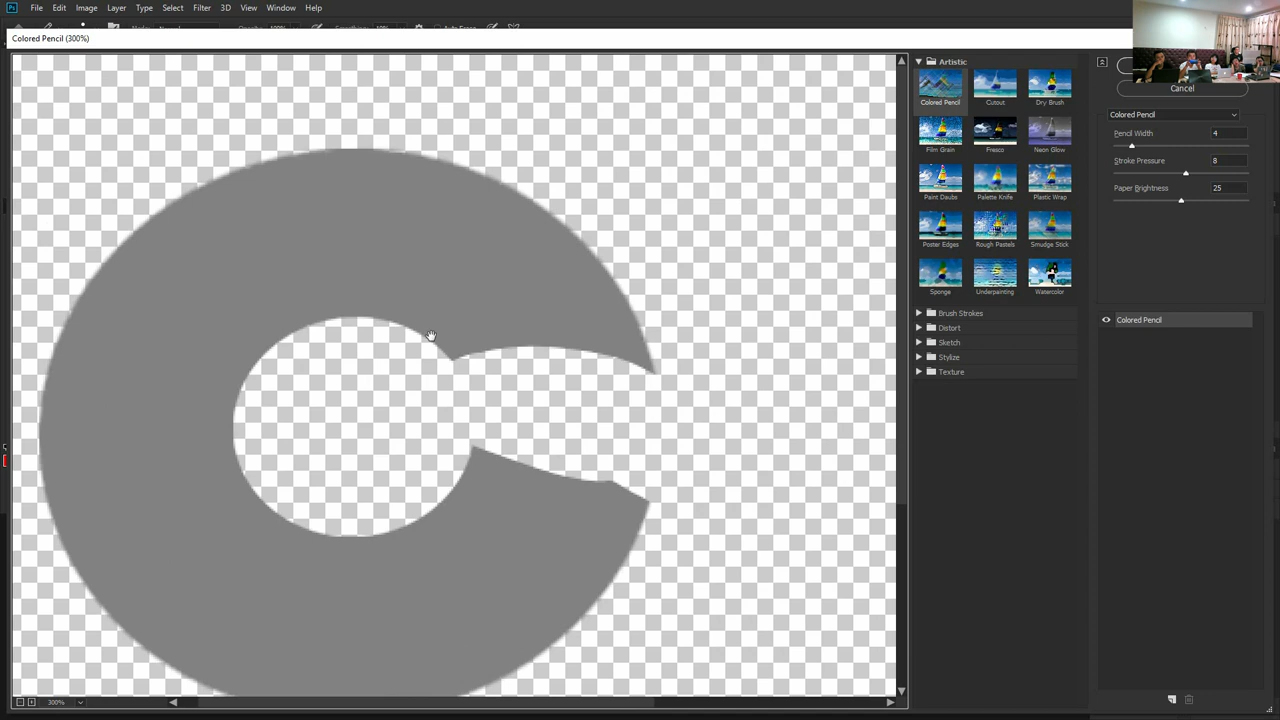 Ps File Edit Image Layer Type Select Filter 3D View Window Help
Colored Pencil (300%)
Artistic
Colored Pencil Cutout Dry Brush
Film Grain Fresco Neon Glow
Paint Daubs Palette Knife Plastic Wrap
Poster Edges Rough Pastels Smudge Stick
Sponge Underpainting Watercolor
Brush Strokes
Distort
Sketch
Stylize
Texture
Cancel
Colored Pencil
Pencil Width 4
Stroke Pressure 8
Paper Brightness 25
Colored Pencil
300%